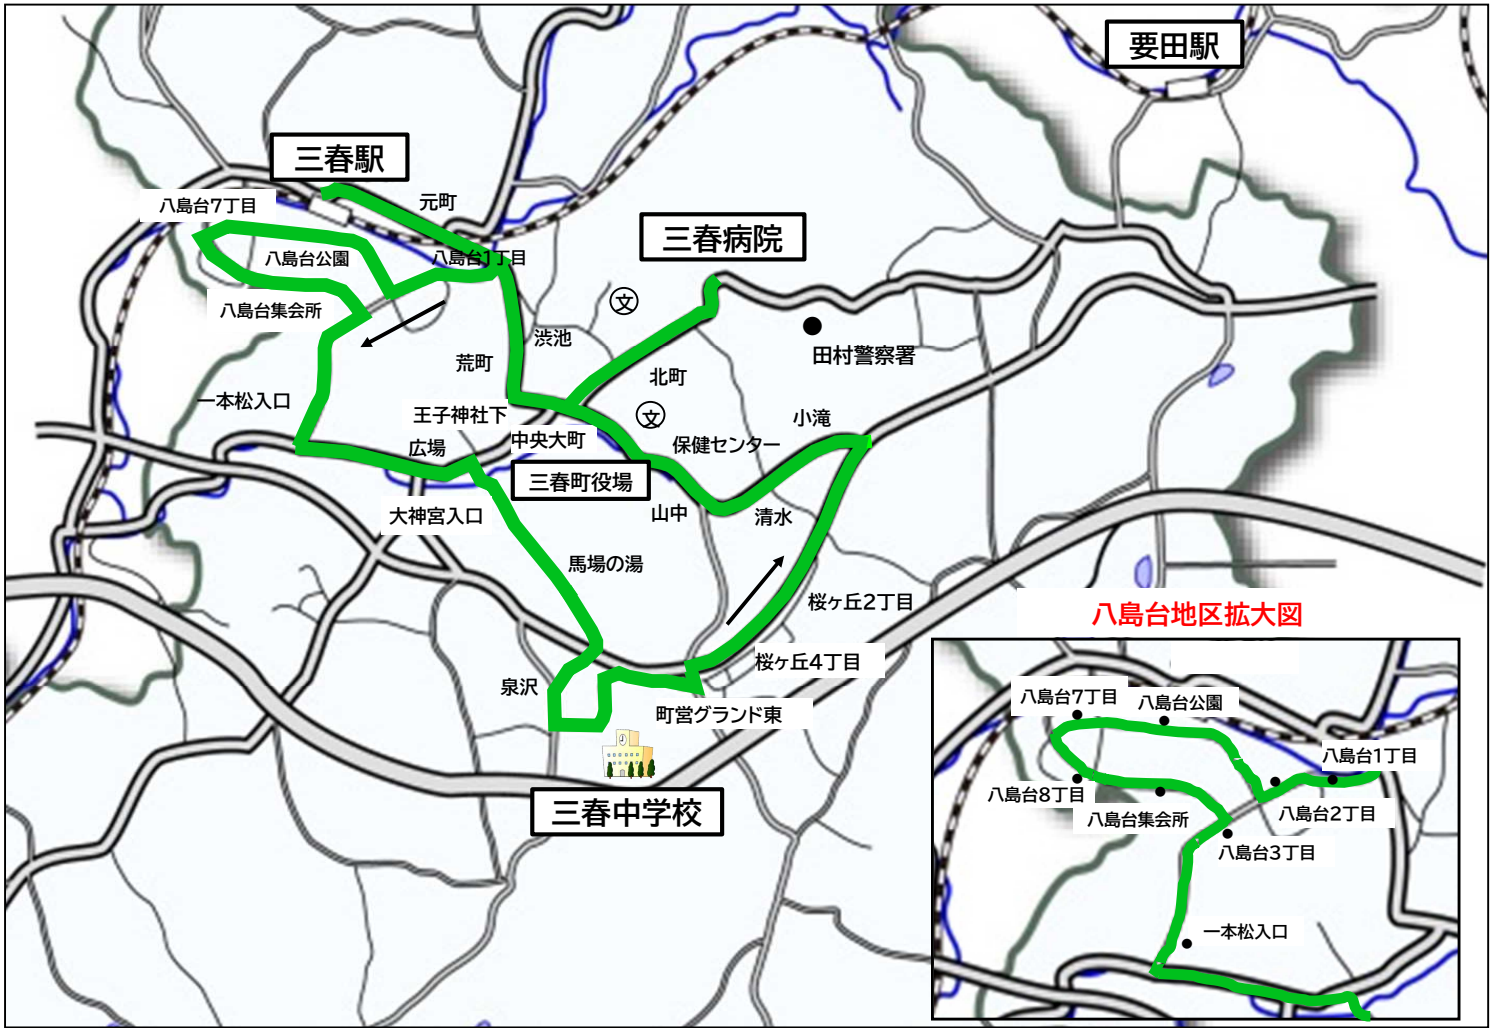 要田駅
三春駅
八島台7丁目
元町
三春病院
八島台公園
八島台1丁目
八島台集会所
文
渋池
田村警察署
荒町
北町
一本松入口
王子神社下
文
小滝
広場
中央大町
保健センター
三春町役場
大神宮入口
山中
清水
馬場の湯
桜ヶ丘2丁目
八島台地区拡大図
桜ヶ丘4丁目
泉沢
町営グランド東
三春中学校
八島台7丁目
八島台公園
八島台1丁目
八島台8丁目
八島台集会所
八島台2丁目
八島台3丁目
一本松入口